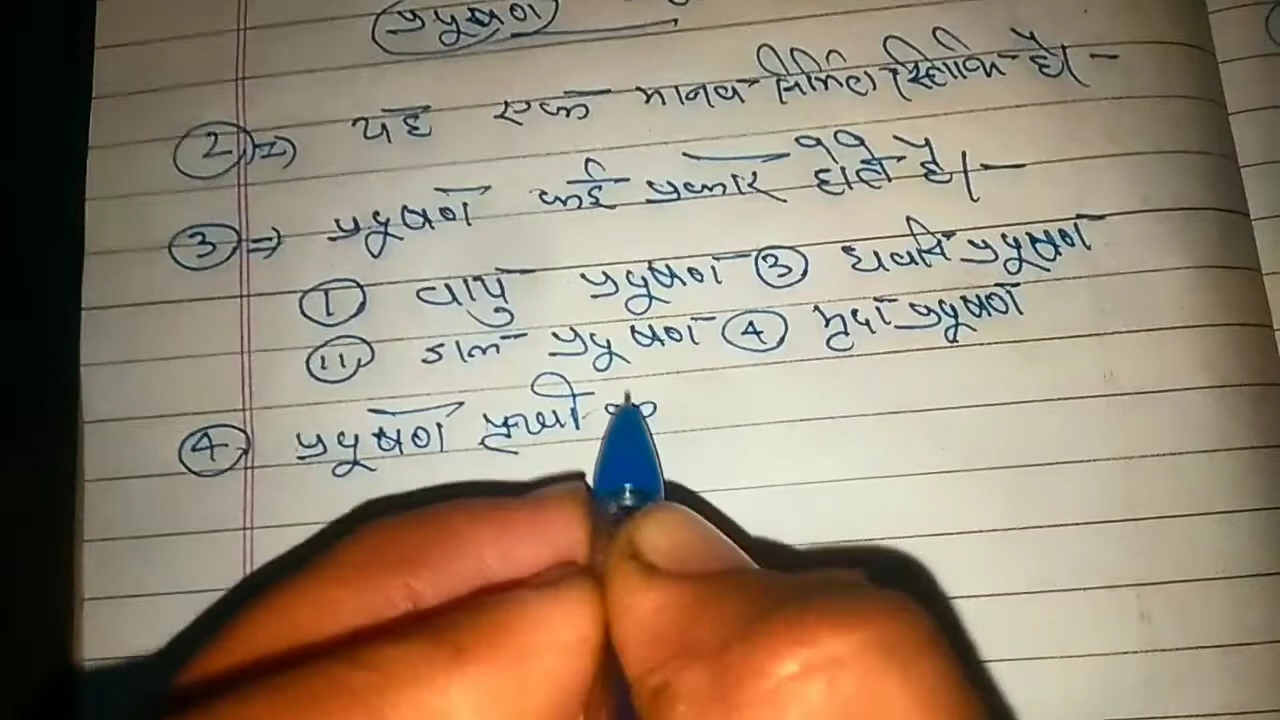 प्रदूषण
② ⇒ यह एक मानव निर्मित स्थिति है।
③ ⇒ प्रदूषण कई प्रकार होते है।
① वायु प्रदूषण ③ ध्वनि प्रदूषण
⑪ जल प्रदूषण ④ मृदा प्रदूषण
④ प्रदूषण पृथ्वी